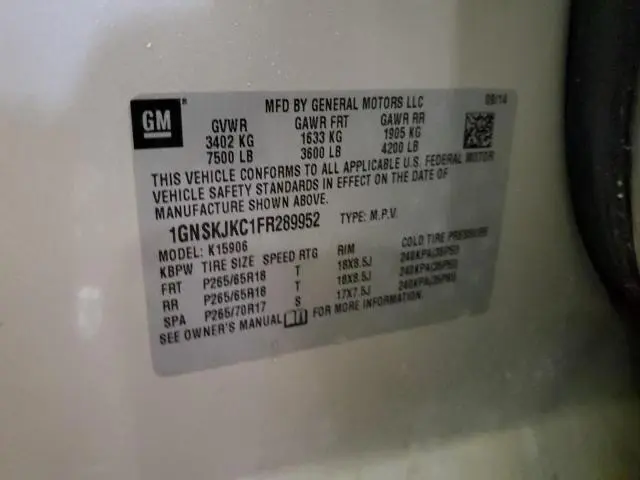 GM ®
MFD BY GENERAL MOTORS LLC 09/14
GVWR GAWR FRT GAWR RR
3402 KG 1633 KG 1905 KG
7500 LB 3600 LB 4200 LB
THIS VEHICLE CONFORMS TO ALL APPLICABLE U.S. FEDERAL MOTOR
VEHICLE SAFETY STANDARDS IN EFFECT ON THE DATE OF
MANUFACTURE SHOWN ABOVE.
1GNSKJKC1FR289952 TYPE: M.P.V.
MODEL: K15906
KBPW TIRE SIZE SPEED RTG RIM COLD TIRE PRESSURE
FRT P265/65R18 T 18X8.5J 240KPA(35PSI)
RR P265/65R18 T 18X8.5J 240KPA(35PSI)
SPA P265/70R17 S 17X7.5J 240KPA(35PSI)
SEE OWNER'S MANUAL FOR MORE INFORMATION.